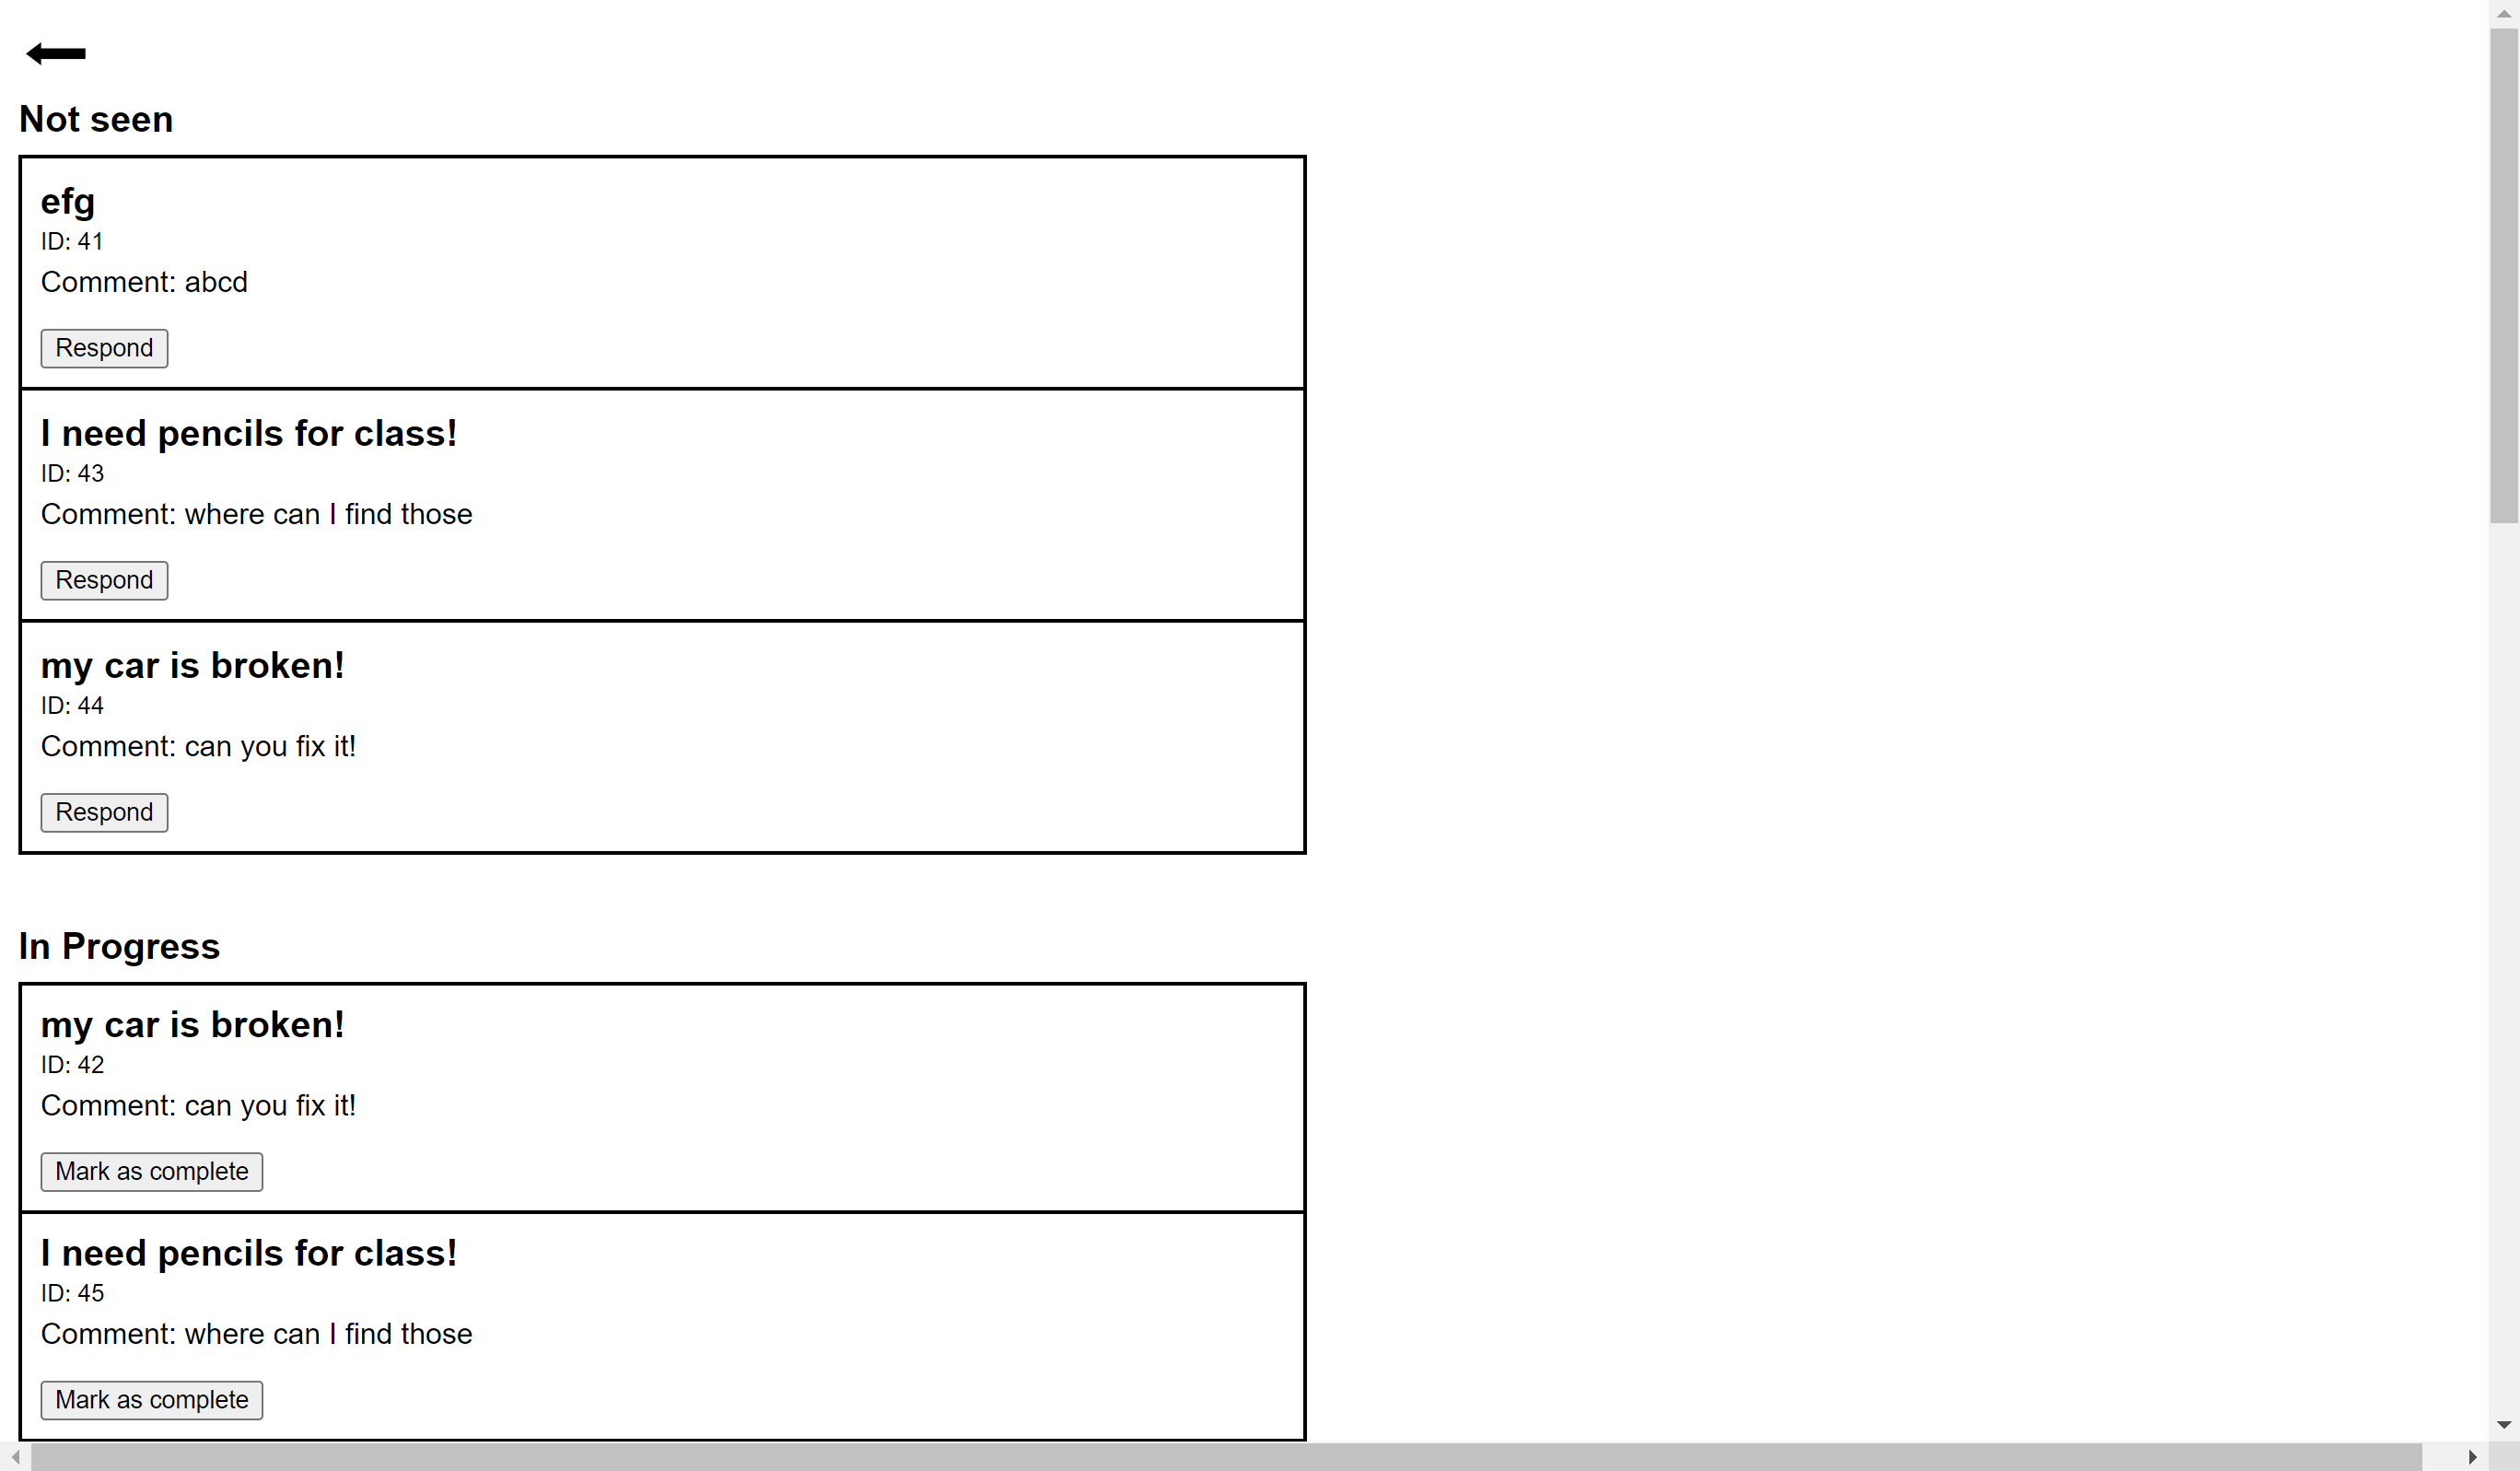 Not seen
efg
ID: 41
Comment: abcd
Respond
I need pencils for class!
ID: 43
Comment: where can I find those
Respond
my car is broken!
ID: 44
Comment: can you fix it!
Respond
In Progress
my car is broken!
ID: 42
Comment: can you fix it!
Mark as complete
I need pencils for class!
ID: 45
Comment: where can I find those
Mark as complete